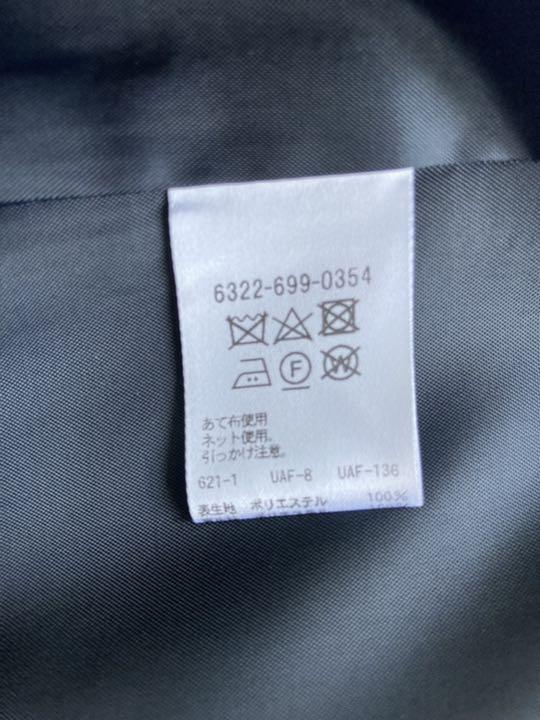 6322-699-0354
F
W
あて布使用
ネット使用。
引っかけ注意。
621-1 UAF-8 UAF-136
表生地 ポリエステル 100%